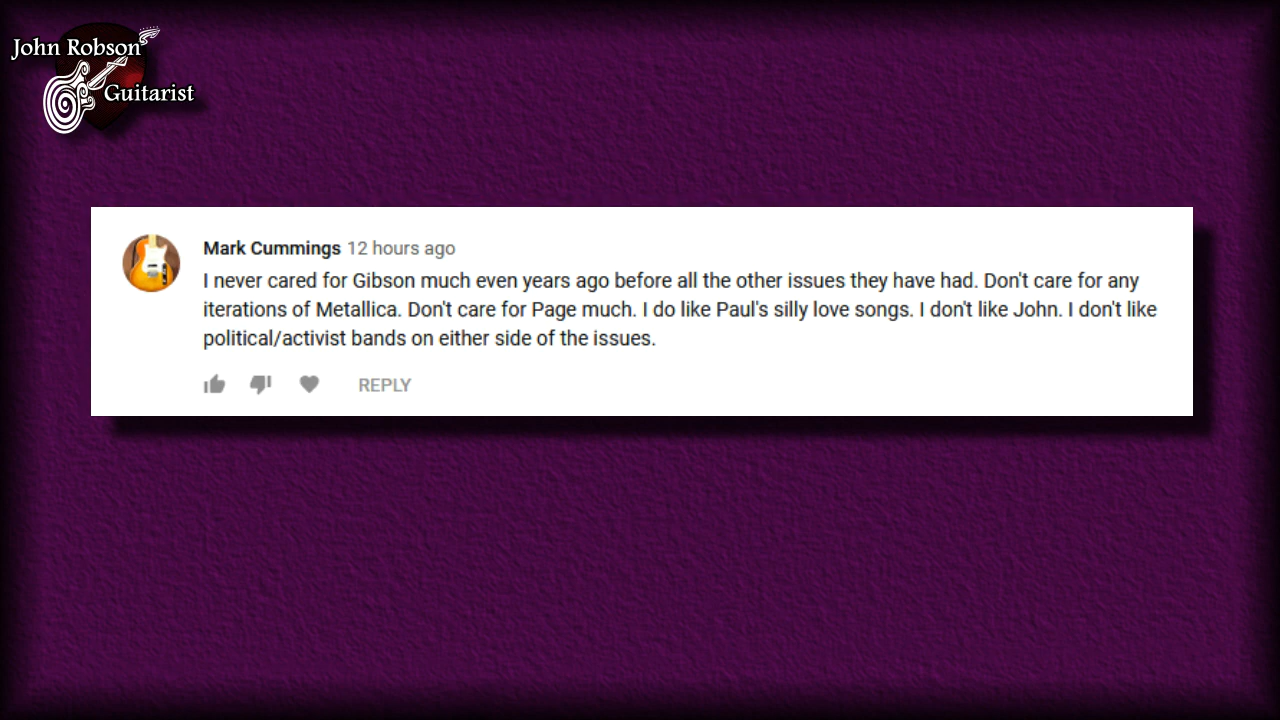 John Robson
Guitarist
Mark Cummings 12 hours ago
I never cared for Gibson much even years ago before all the other issues they have had. Don't care for any
iterations of Metallica. Don't care for Page much. I do like Paul's silly love songs. I don't like John. I don't like
political/activist bands on either side of the issues.
REPLY